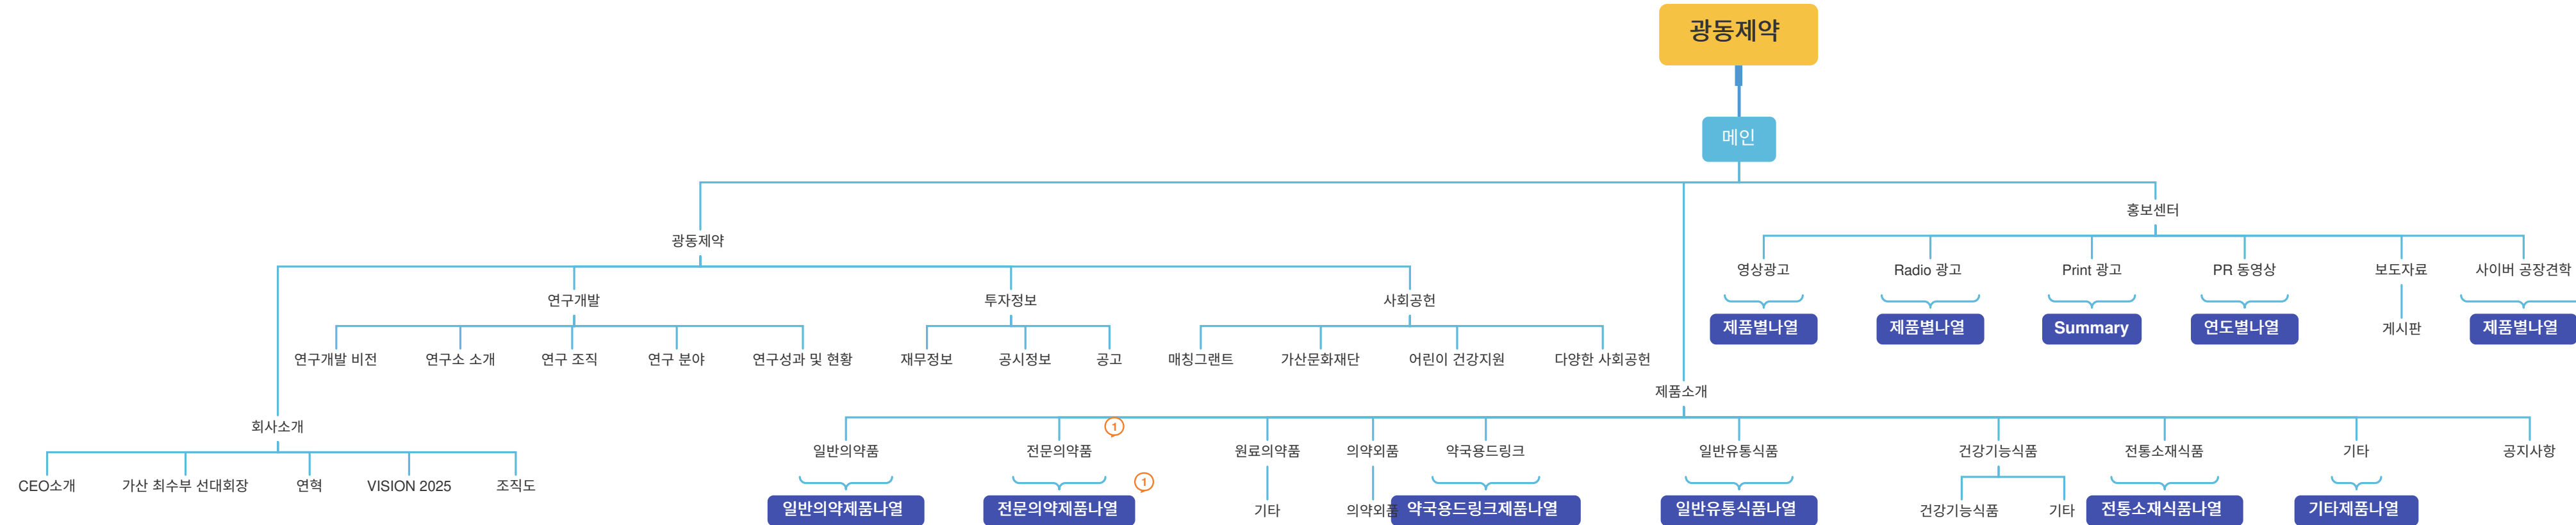 광동제약
메인
홍보센터
광동제약
영상광고 Radio 광고 Print 광고 PR 동영상 보도자료 사이버 공장견학
연구개발 투자정보 사회공헌
제품별나열 제품별나열 Summary 연도별나열 게시판 제품별나열
연구개발 비전 연구소 소개 연구 조직 연구 분야 연구성과 및 현황 재무정보 공시정보 공고 매칭그랜트 가산문화재단 어린이 건강지원 다양한 사회공헌
제품소개
회사소개 1
일반의약품 전문의약품 원료의약품 의약외품 약국용드링크 일반유통식품 건강기능식품 전통소재식품 기타 공지사항
CEO소개 가산 최수부 선대회장 연혁 VISION 2025 조직도 1
일반의약제품나열 전문의약제품나열 기타 의약외품 약국용드링크제품나열 일반유통식품나열 건강기능식품 기타 전통소재식품나열 기타제품나열